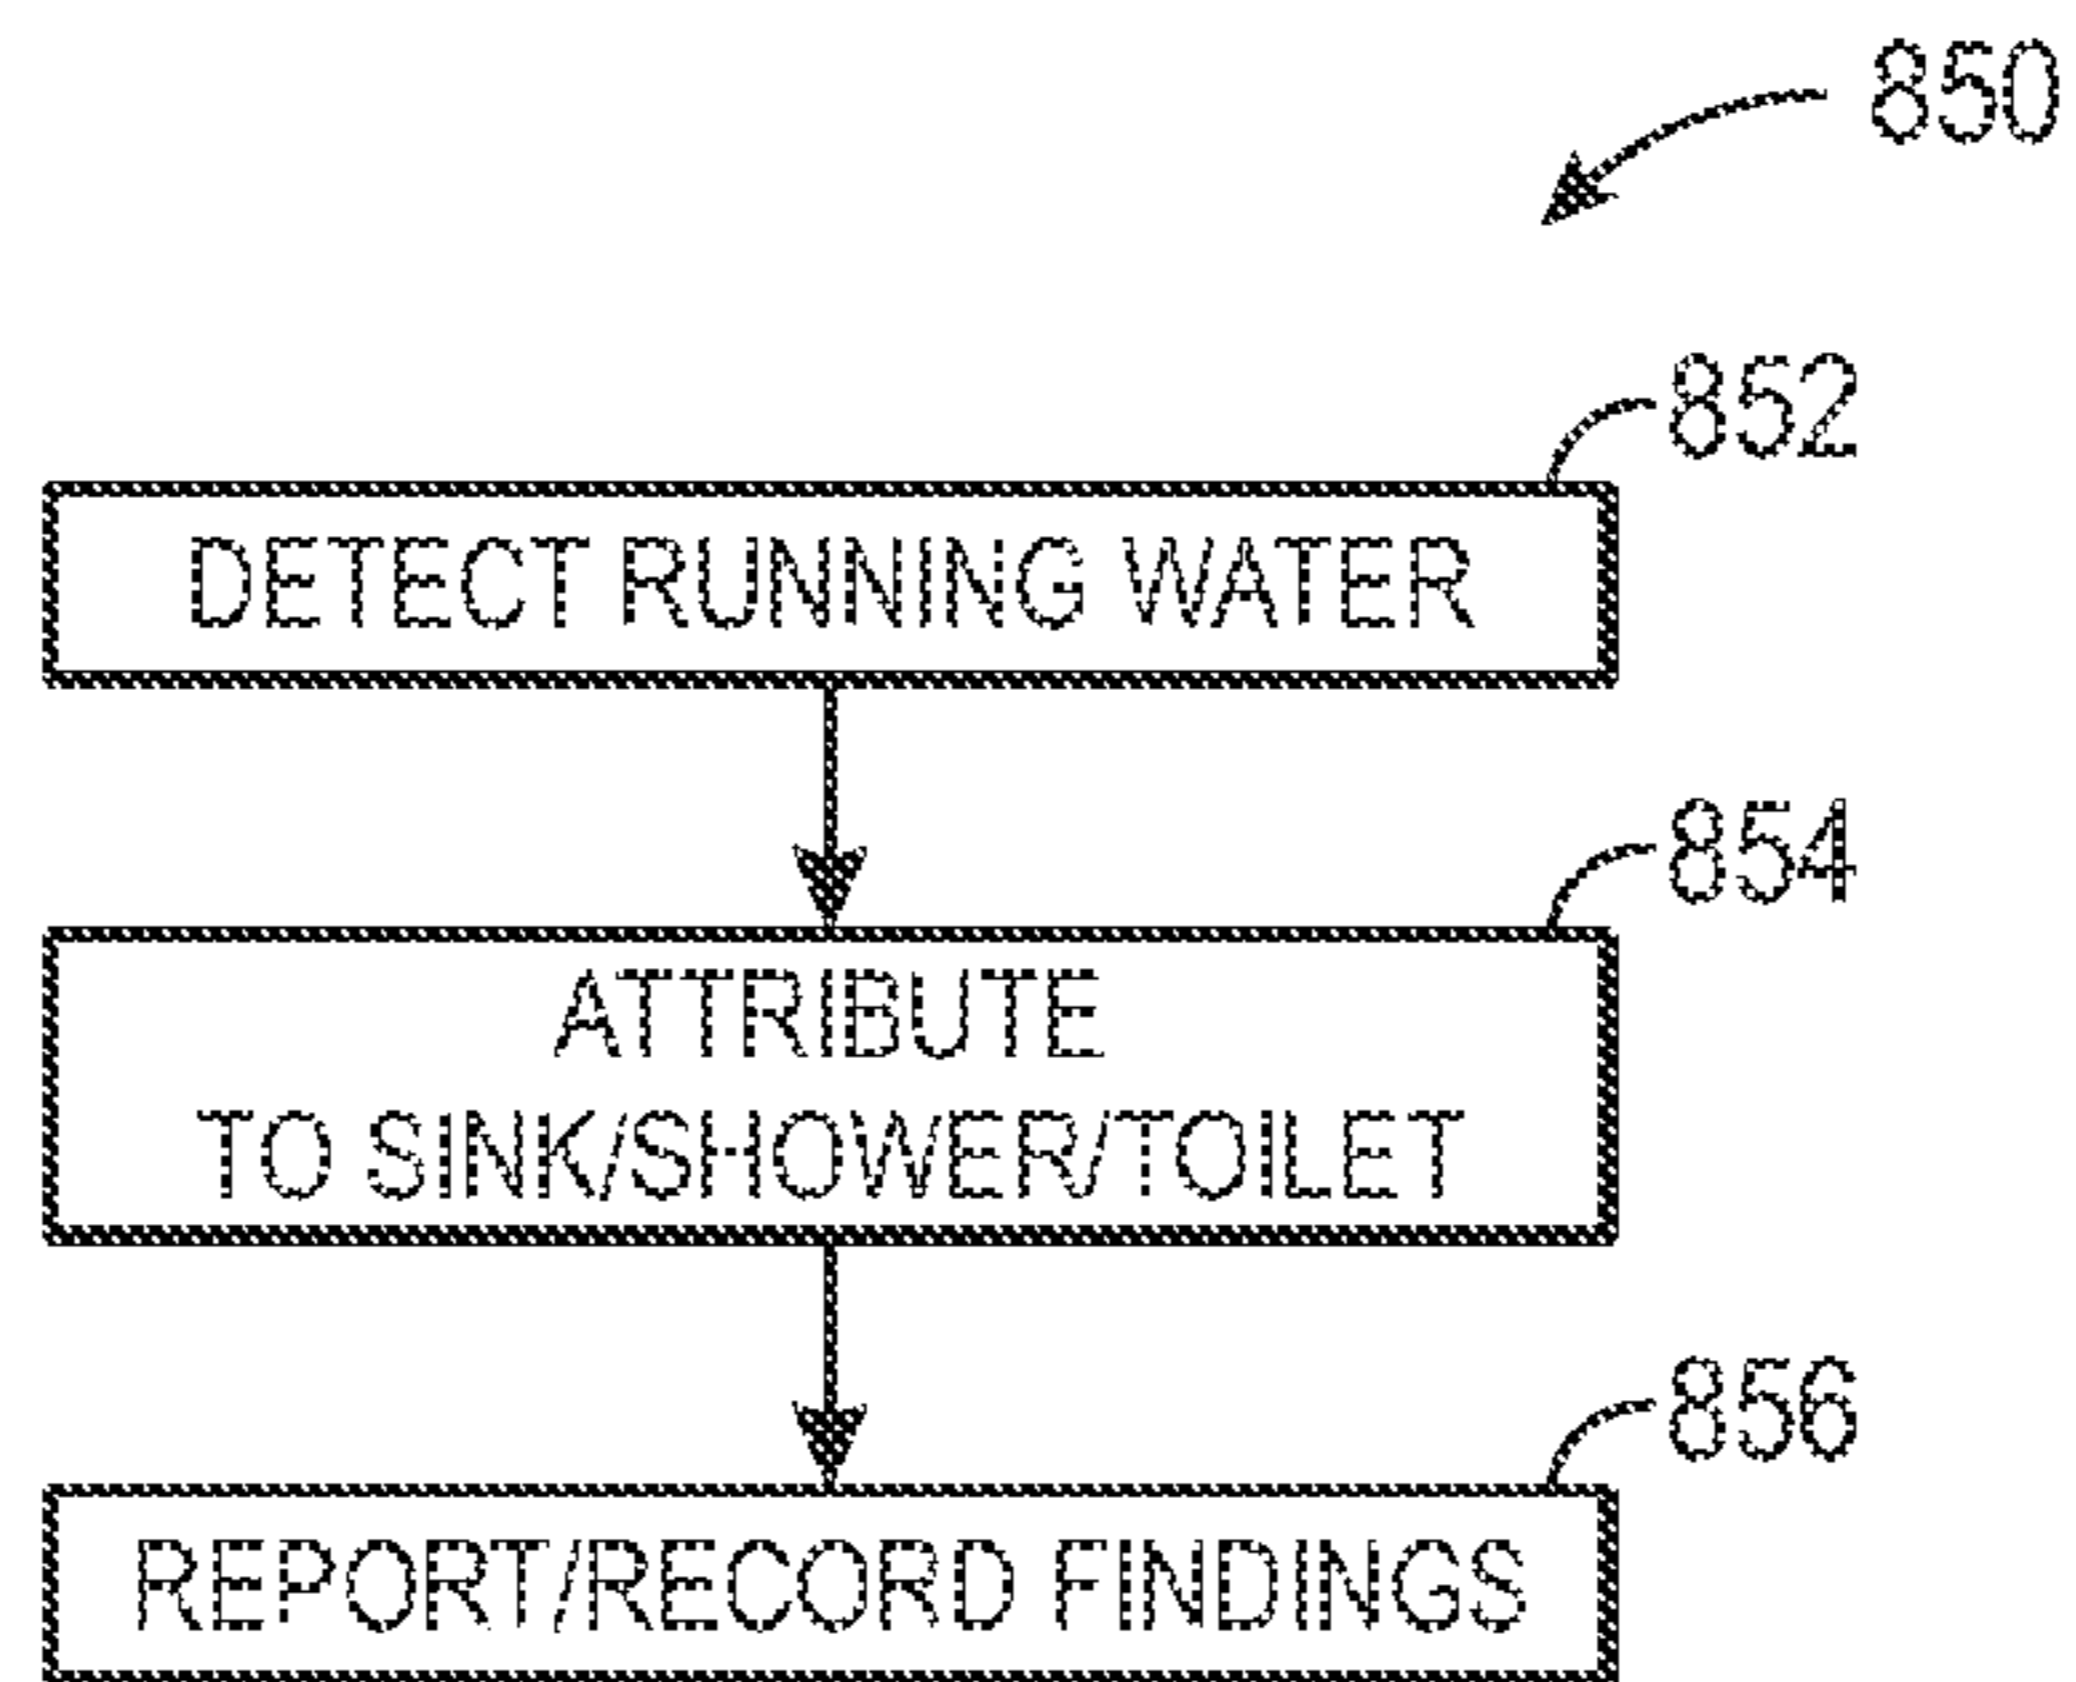 850
852
DETECT RUNNING WATER
854
ATTRIBUTE
TO SINK/SHOWER/TOILET
856
REPORT/RECORD FINDINGS